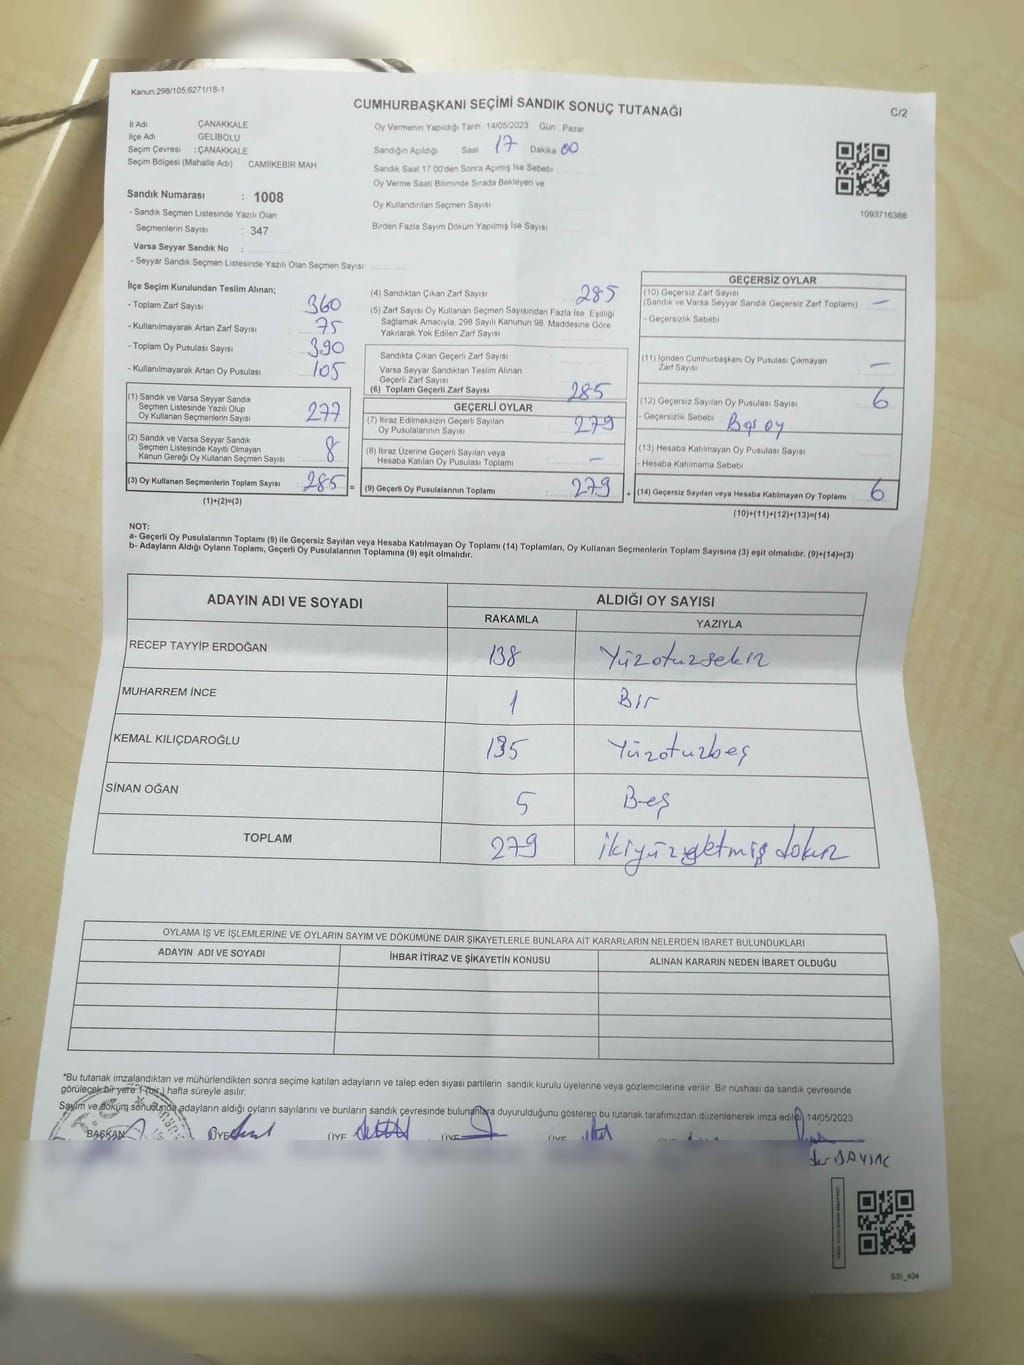 Kanun.298/105;6271/18-1
CUMHURBAŞKANI SEÇİMİ SANDIK SONUÇ TUTANAĞI
C/2
İl Adı : ÇANAKKALE
İlçe Adı GELİBOLU
Seçim Çevresi : ÇANAKKALE
Seçim Bölgesi (Mahalle Adı) CAMİİKEBİR MAH.
Oy Vermenin Yapıldığı Tarih :14/05/2023 Gün Pazar
Sandığın Açıldığı Saat 17 Dakika 00
Sandık Saat 17:00'den Sonra Açımış İse Sebebi
Oy Verme Saati Bitiminde Sırada Bekleyen ve
Oy Kullandırılan Seçmen Sayısı
Birden Fazla Sayım Döküm Yapılmış İse Sayısı
1093716388
Sandık Numarası : 1008
- Sandık Seçmen Listesinde Yazılı Olan
Seçmenlerin Sayısı : 347
Varsa Seyyar Sandık No :
- Seyyar Sandık Seçmen Listesinde Yazılı Olan Seçmen Sayısı
İlçe Seçim Kurulundan Teslim Alınan;
- Toplam Zarf Sayısı 360
- Kullanılmayarak Artan Zarf Sayısı 75
- Toplam Oy Pusulası Sayısı 390
- Kullanılmayarak Artan Oy Pusulası 105
(1) Sandık ve Varsa Seyyar Sandık
Seçmen Listesinde Yazılı Olup
Oy Kullanan Seçmenlerin Sayısı 277
(2) Sandık ve Varsa Seyyar Sandık
Seçmen Listesinde Kayıtlı Olmayan
Kanun Gereği Oy Kullanan Seçmen Sayısı 8
(3) Oy Kullanan Seçmenlerin Toplam Sayısı 285 =
(1)+(2)=(3)
(4) Sandıktan Çıkan Zarf Sayısı 285
(5) Zarf Sayısı Oy Kullanan Seçmen Sayısından Fazla İse, Eşitliği
Sağlamak Amacıyla, 298 Sayılı Kanunun 98. Maddesine Göre
Yakılarak Yok Edilen Zarf Sayısı
Sandıkta Çıkan Geçerli Zarf Sayısı
Varsa Seyyar Sandıktan Teslim Alınan
Geçerli Zarf Sayısı
(6) Toplam Geçerli Zarf Sayısı 285
GEÇERLİ OYLAR
(7) İtiraz Edilmeksizin Geçerli Sayılan
Oy Pusulalarının Sayısı 279
(8) İtiraz Üzerine Geçerli Sayılan veya
Hesaba Katılan Oy Pusulası Toplamı –
(9) Geçerli Oy Pusulalarının Toplamı 279 +
GEÇERSİZ OYLAR
(10) Geçersiz Zarf Sayısı
(Sandık ve Varsa Seyyar Sandık Geçersiz Zarf Toplamı) –
- Geçersizlik Sebebi
(11) İçinden Cumhurbaşkanı Oy Pusulası Çıkmayan
Zarf Sayısı –
(12) Geçersiz Sayılan Oy Pusulası Sayısı 6
- Geçersizlik Sebebi Boş oy
(13) Hesaba Katılmayan Oy Pusulası Sayısı
- Hesaba Katılmama Sebebi
(14) Geçersiz Sayılan veya Hesaba Katılmayan Oy Toplamı 6
(10)+(11)+(12)+(13)=(14)
NOT:
a- Geçerli Oy Pusulalarının Toplamı (9) ile Geçersiz Sayılan veya Hesaba Katılmayan Oy Toplamı (14) Toplamları, Oy Kullanan Seçmenlerin Toplam Sayısına (3) eşit olmalıdır. (9)+(14)=(3)
b- Adayların Aldığı Oyların Toplamı, Geçerli Oy Pusulalarının Toplamına (9) eşit olmalıdır.
ADAYIN ADI VE SOYADI
ALDIĞI OY SAYISI
RAKAMLA YAZIYLA
RECEP TAYYİP ERDOĞAN 138 Yüzotuzsekiz
MUHARREM İNCE 1 Bir
KEMAL KILIÇDAROĞLU 135 Yüzotuzbeş
SİNAN OĞAN 5 Beş
TOPLAM 279 ikiyüzyetmiş dokuz
OYLAMA İŞ VE İŞLEMLERİNE VE OYLARIN SAYIM VE DÖKÜMÜNE DAİR ŞİKAYETLERLE BUNLARA AİT KARARLARIN NELERDEN İBARET BULUNDUKLARI
ADAYIN ADI VE SOYADI İHBAR İTİRAZ VE ŞİKAYETİN KONUSU ALINAN KARARIN NEDEN İBARET OLDUĞU
*Bu tutanak imzalandıktan ve mühürlendikten sonra seçime katılan adayların ve talep eden siyasi partilerin sandık kurulu üyelerine veya gözlemcilerine verilir. Bir nüshası da sandık çevresinde
görülecek bir yere 1 (bir) hafta süreyle asılır.
Sayım ve döküm sonucunda adayların aldığı oyların sayılarını ve bunların sandık çevresinde bulunanlara duyurulduğunu gösteren bu tutanak tarafımızdan düzenlenerek imza edildi. 14/05/2023
BAŞKAN ÜYE ÜYE ÜYE ÜYE
SSI_404